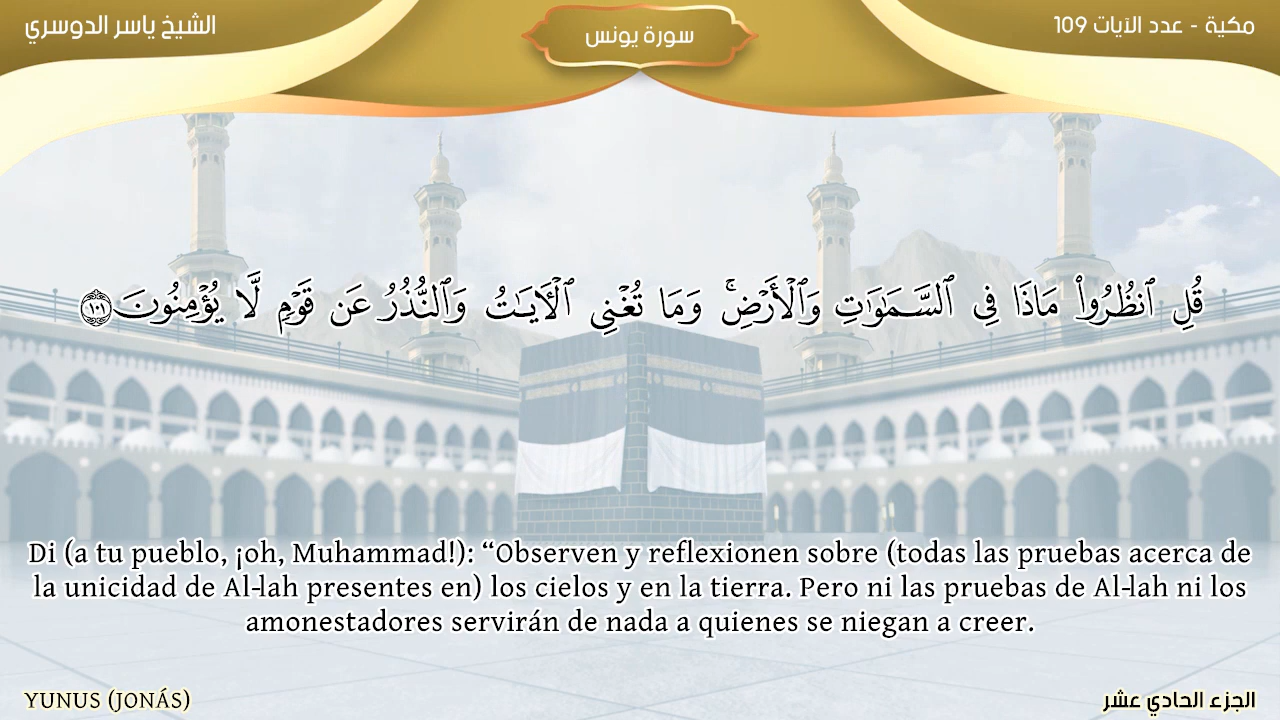 مكية - عدد الآيات 109
سورة يونس
الشيخ ياسر الدوسري
قُلِ ٱنظُرُوا۟ مَاذَا فِى ٱلسَّمَـٰوَٰتِ وَٱلْأَرْضِ ۚ وَمَا تُغْنِى ٱلْـَٔايَـٰتُ وَٱلنُّذُرُ عَن قَوْمٍ لَّا يُؤْمِنُونَ ١٠١
Di (a tu pueblo, ¡oh, Muhammad!): “Observen y reflexionen sobre (todas las pruebas acerca de
la unicidad de Al-lah presentes en) los cielos y en la tierra. Pero ni las pruebas de Al-lah ni los
amonestadores servirán de nada a quienes se niegan a creer.
YUNUS (JONÁS)
الجزء الحادي عشر